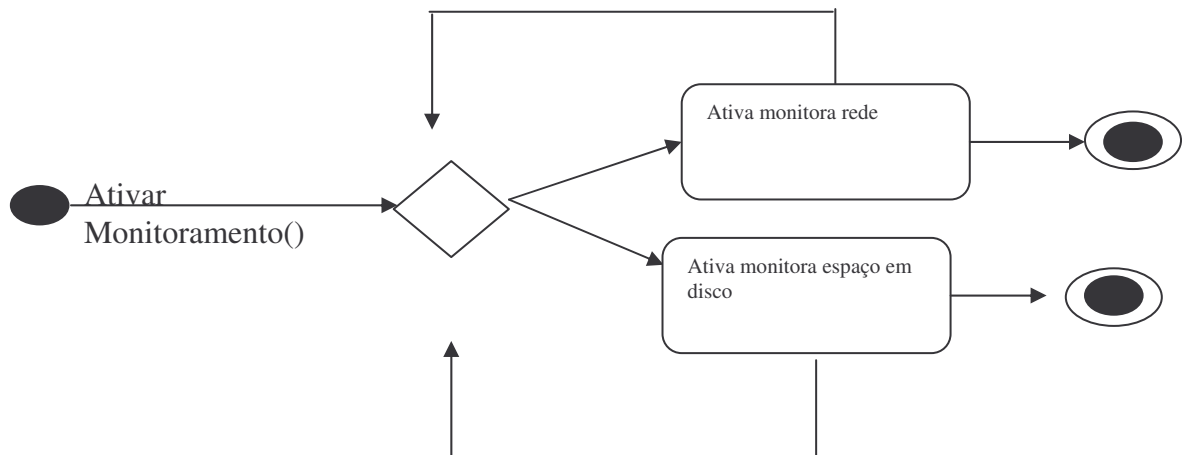 Ativar
Monitoramento()
Ativa monitora rede
Ativa monitora espaço em
disco